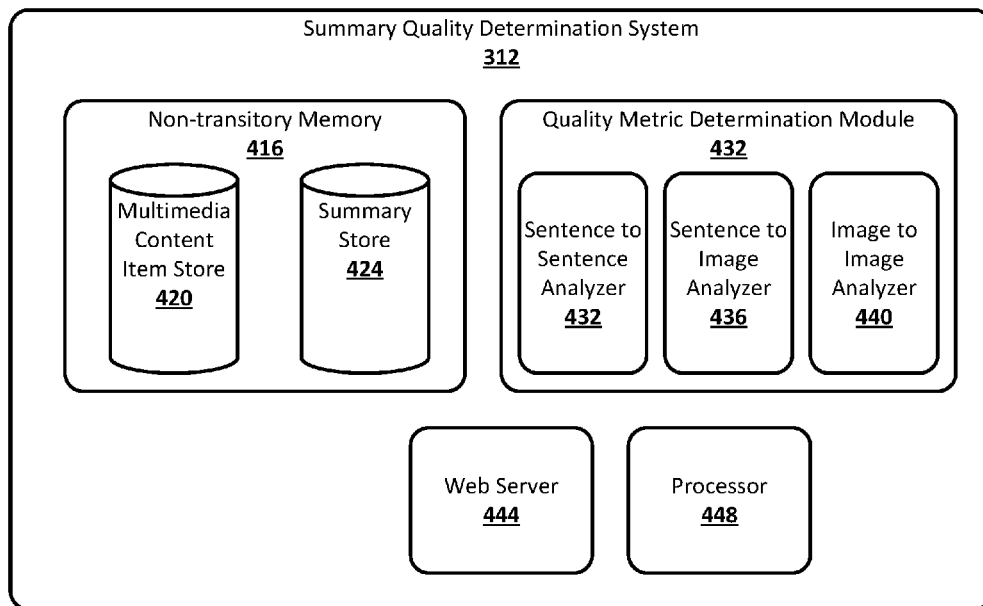 Summary Quality Determination System
312
Non-transitory Memory
416
Multimedia
Content
Item Store
420
Summary
Store
424
Quality Metric Determination Module
432
Sentence to
Sentence
Analyzer
432
Sentence to
Image
Analyzer
436
Image to
Image
Analyzer
440
Web Server
444
Processor
448